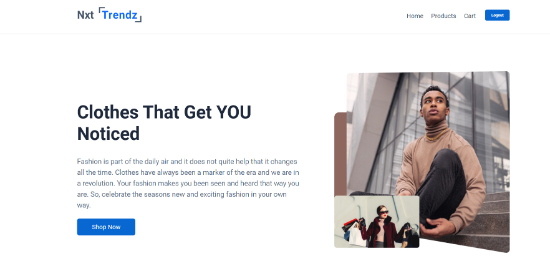 Nxt Trendz
Home Products Cart Logout
Clothes That Get YOU
Noticed
Fashion is part of the daily air and it does not quite help that it changes
all the time. Clothes have always been a marker of the era and we are in
a revolution. Your fashion makes you been seen and heard that way you
are. So, celebrate the seasons new and exciting fashion in your own
way.
Shop Now